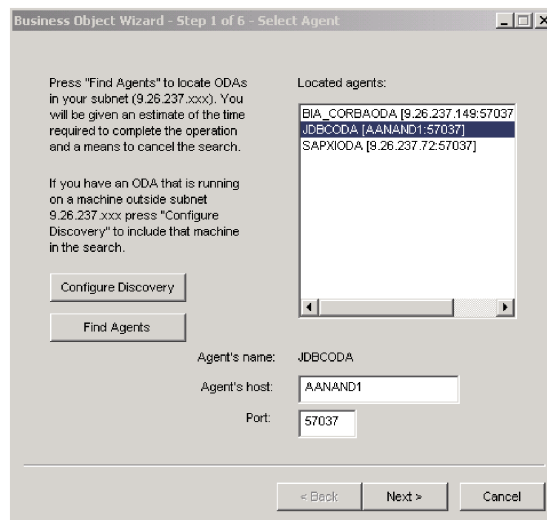 Business Object Wizard - Step 1 of 6 - Select Agent
Press "Find Agents" to locate ODAs
in your subnet (9.26.237.xxx). You
will be given an estimate of the time
required to complete the operation
and a means to cancel the search.
If you have an ODA that is running
on a machine outside subnet
9.26.237.xxx press "Configure
Discovery" to include that machine
in the search.
Configure Discovery
Find Agents
Located agents:
BIA_CORBAODA [9.26.237.149:57037
JDBCODA [AANAND1:57037]
SAPXIODA [9.26.237.72:57037]
Agent's name: JDBCODA
Agent's host: AANAND1
Port: 57037
< Back Next > Cancel